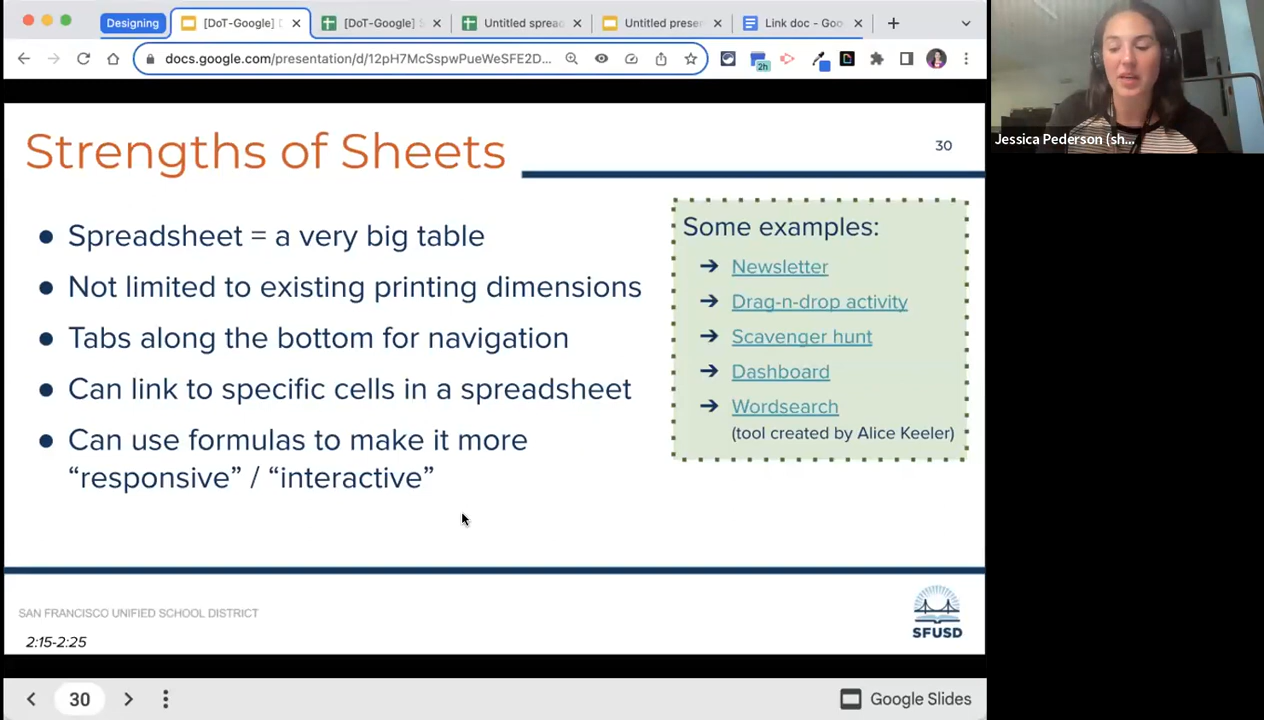 Designing
[DoT-Google]
[DoT-Google]
Untitled sprea
Untitled prese
Link doc - Goo
docs.google.com/presentation/d/12pH7McSspwPueWeSFE2D...
2h
Strengths of Sheets
30
● Spreadsheet = a very big table
● Not limited to existing printing dimensions
● Tabs along the bottom for navigation
● Can link to specific cells in a spreadsheet
● Can use formulas to make it more
“responsive” / “interactive”
Some examples:
➔ Newsletter
➔ Drag-n-drop activity
➔ Scavenger hunt
➔ Dashboard
➔ Wordsearch
(tool created by Alice Keeler)
Jessica Pederson (sh...
SAN FRANCISCO UNIFIED SCHOOL DISTRICT
2:15-2:25
SFUSD
30
Google Slides